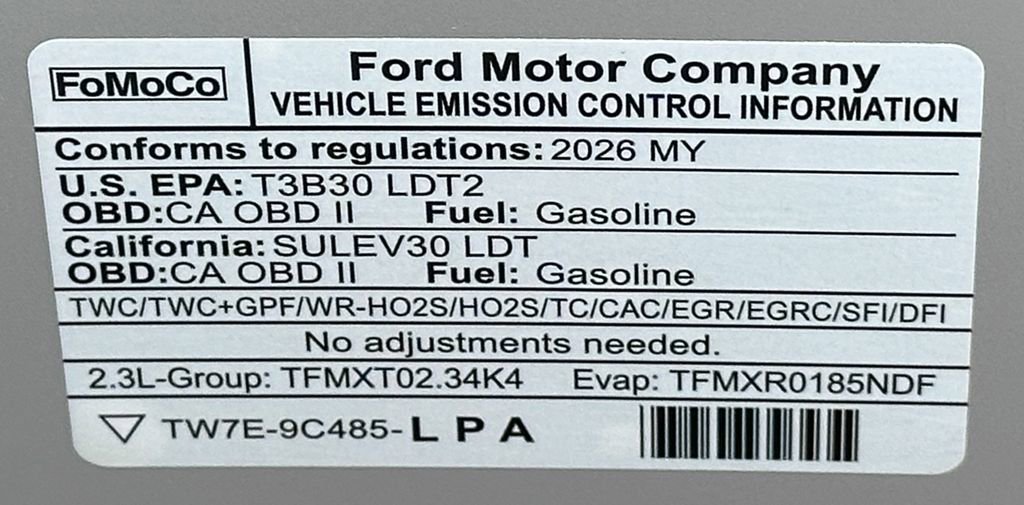 FoMoCo
Ford Motor Company
VEHICLE EMISSION CONTROL INFORMATION
Conforms to regulations: 2026 MY
U.S. EPA: T3B30 LDT2
OBD:CA OBD II Fuel: Gasoline
California: SULEV30 LDT
OBD:CA OBD II Fuel: Gasoline
TWC/TWC+GPF/WR-HO2S/HO2S/TC/CAC/EGR/EGRC/SFI/DFI
No adjustments needed.
2.3L-Group: TFMXT02.34K4 Evap: TFMXR0185NDF
TW7E-9C485-L P A